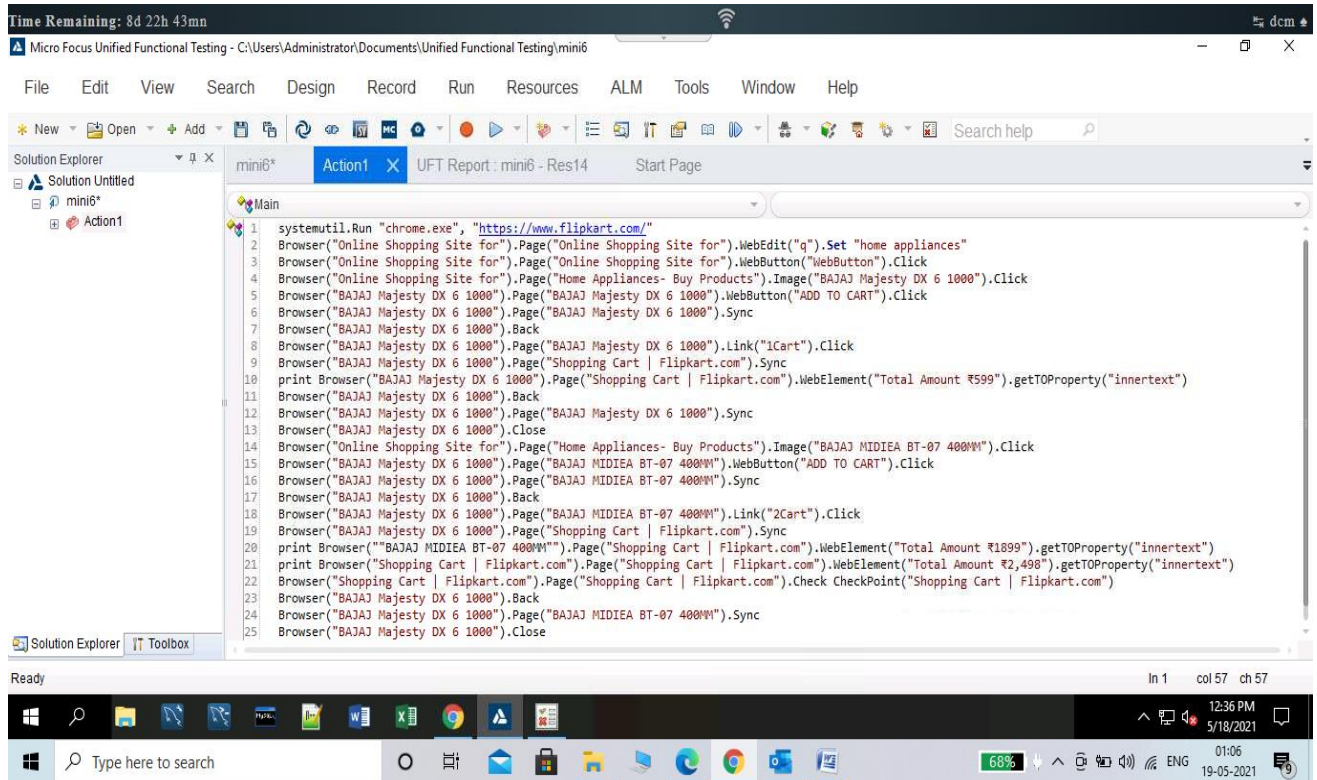 Time Remaining: 8d 22h 43mn
dcm
Micro Focus Unified Functional Testing - C:\Users\Administrator\Documents\Unified Functional Testing\mini6
File Edit View Search Design Record Run Resources ALM Tools Window Help
New Open Add MC Search help
Solution Explorer
mini6* Action1 UFT Report : mini6 - Res14 Start Page
Solution Untitled
mini6*
Action1
Main
1 systemutil.Run "chrome.exe", "https://www.flipkart.com/"
2 Browser("Online Shopping Site for").Page("Online Shopping Site for").WebEdit("q").Set "home appliances"
3 Browser("Online Shopping Site for").Page("Online Shopping Site for").WebButton("WebButton").Click
4 Browser("Online Shopping Site for").Page("Home Appliances- Buy Products").Image("BAJAJ Majesty DX 6 1000").Click
5 Browser("BAJAJ Majesty DX 6 1000").Page("BAJAJ Majesty DX 6 1000").WebButton("ADD TO CART").Click
6 Browser("BAJAJ Majesty DX 6 1000").Page("BAJAJ Majesty DX 6 1000").Sync
7 Browser("BAJAJ Majesty DX 6 1000").Back
8 Browser("BAJAJ Majesty DX 6 1000").Page("BAJAJ Majesty DX 6 1000").Link("1Cart").Click
9 Browser("BAJAJ Majesty DX 6 1000").Page("Shopping Cart | Flipkart.com").Sync
10 print Browser("BAJAJ Majesty DX 6 1000").Page("Shopping Cart | Flipkart.com").WebElement("Total Amount ₹599").getTOProperty("innertext")
11 Browser("BAJAJ Majesty DX 6 1000").Back
12 Browser("BAJAJ Majesty DX 6 1000").Page("BAJAJ Majesty DX 6 1000").Sync
13 Browser("BAJAJ Majesty DX 6 1000").Close
14 Browser("Online Shopping Site for").Page("Home Appliances- Buy Products").Image("BAJAJ MIDIEA BT-07 400MM").Click
15 Browser("BAJAJ Majesty DX 6 1000").Page("BAJAJ MIDIEA BT-07 400MM").WebButton("ADD TO CART").Click
16 Browser("BAJAJ Majesty DX 6 1000").Page("BAJAJ MIDIEA BT-07 400MM").Sync
17 Browser("BAJAJ Majesty DX 6 1000").Back
18 Browser("BAJAJ Majesty DX 6 1000").Page("BAJAJ MIDIEA BT-07 400MM").Link("2Cart").Click
19 Browser("BAJAJ Majesty DX 6 1000").Page("Shopping Cart | Flipkart.com").Sync
20 print Browser(""BAJAJ MIDIEA BT-07 400MM"").Page("Shopping Cart | Flipkart.com").WebElement("Total Amount ₹1899").getTOProperty("innertext")
21 print Browser("Shopping Cart | Flipkart.com").Page("Shopping Cart | Flipkart.com").WebElement("Total Amount ₹2,498").getTOProperty("innertext")
22 Browser("Shopping Cart | Flipkart.com").Page("Shopping Cart | Flipkart.com").Check CheckPoint("Shopping Cart | Flipkart.com")
23 Browser("BAJAJ Majesty DX 6 1000").Back
24 Browser("BAJAJ Majesty DX 6 1000").Page("BAJAJ MIDIEA BT-07 400MM").Sync
25 Browser("BAJAJ Majesty DX 6 1000").Close
Solution Explorer Toolbox
Ready ln 1 col 57 ch 57
12:36 PM
5/18/2021
Type here to search 68% ENG
01:06
19-05-2021
9